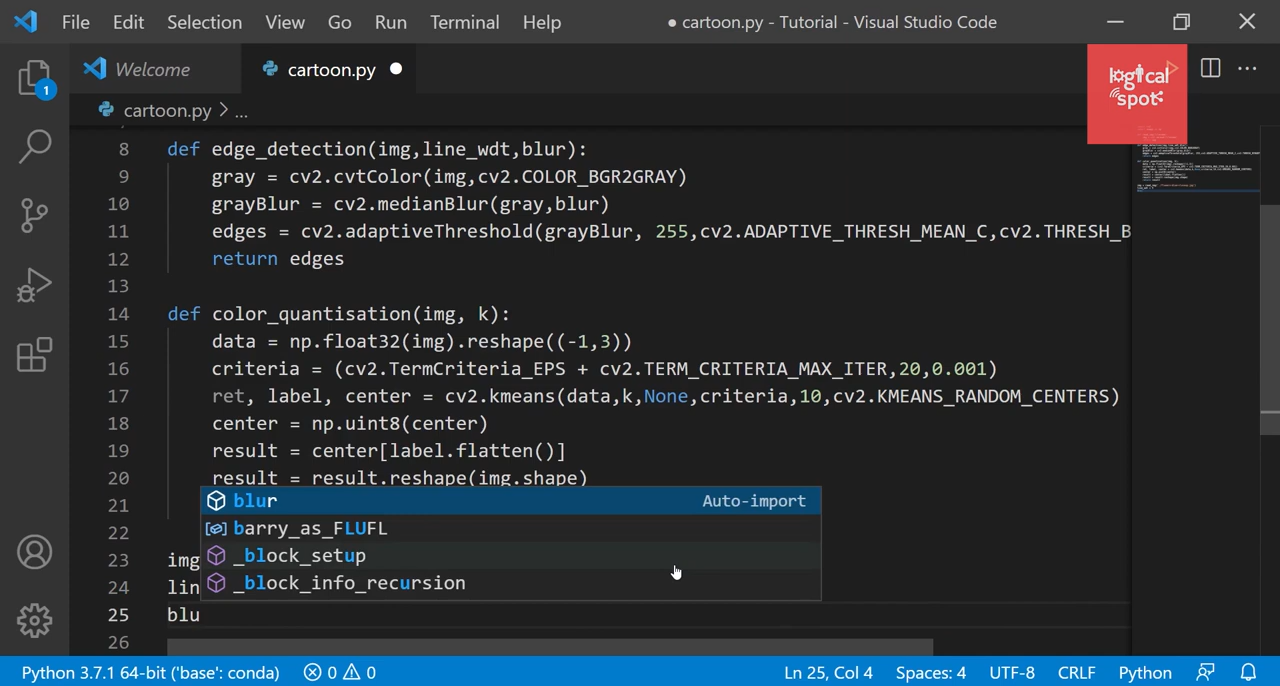 File Edit Selection View Go Run Terminal Help ● cartoon.py - Tutorial - Visual Studio Code
Welcome cartoon.py
logical
spot
1
cartoon.py > ...
8 def edge_detection(img,line_wdt,blur):
9 gray = cv2.cvtColor(img,cv2.COLOR_BGR2GRAY)
10 grayBlur = cv2.medianBlur(gray,blur)
11 edges = cv2.adaptiveThreshold(grayBlur, 255,cv2.ADAPTIVE_THRESH_MEAN_C,cv2.THRESH_B
12 return edges
13
14 def color_quantisation(img, k):
15 data = np.float32(img).reshape((-1,3))
16 criteria = (cv2.TermCriteria_EPS + cv2.TERM_CRITERIA_MAX_ITER,20,0.001)
17 ret, label, center = cv2.kmeans(data,k,None,criteria,10,cv2.KMEANS_RANDOM_CENTERS)
18 center = np.uint8(center)
19 result = center[label.flatten()]
20 result = result.reshape(img.shape)
21 blur Auto-import
22 barry_as_FLUFL
23 img _block_setup
24 lin _block_info_recursion
25 blu
26
Python 3.7.1 64-bit ('base': conda) 0 0 Ln 25, Col 4 Spaces: 4 UTF-8 CRLF Python